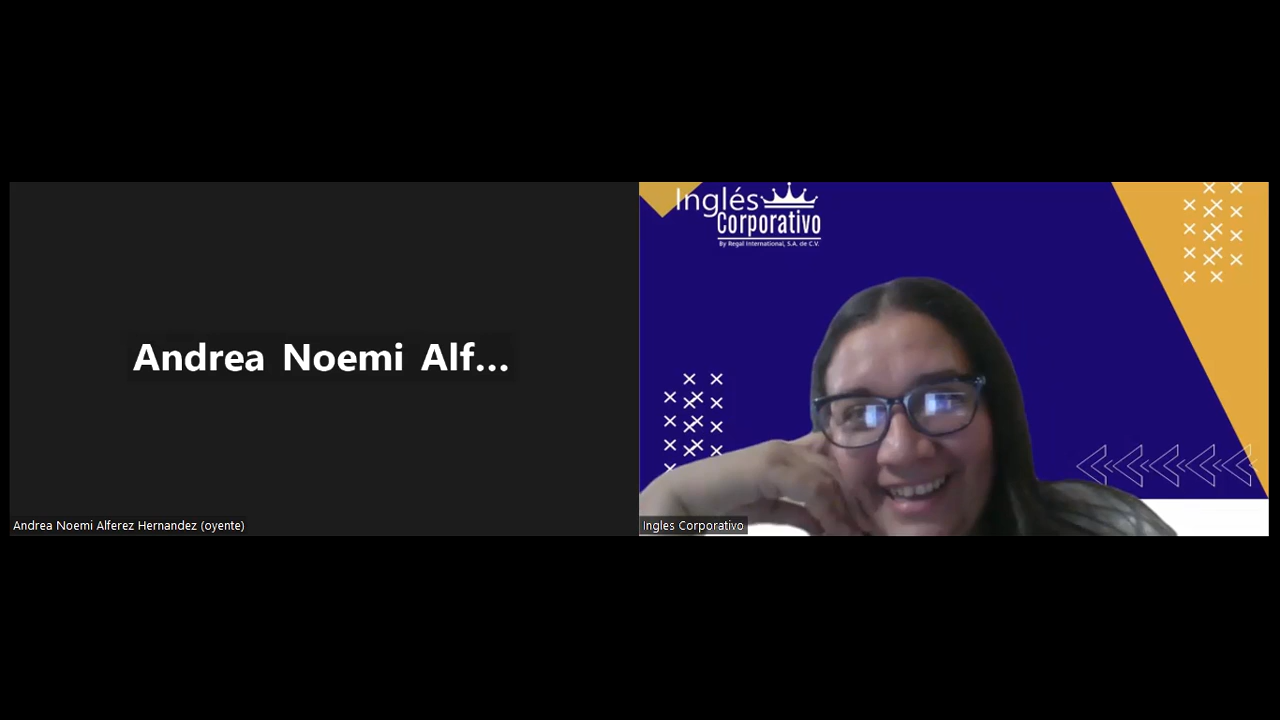 Andrea Noemi Alf...
Andrea Noemi Alferez Hernandez (oyente)
Inglés
Corporativo
By Regal International, S.A. de C.V.
Ingles Corporativo